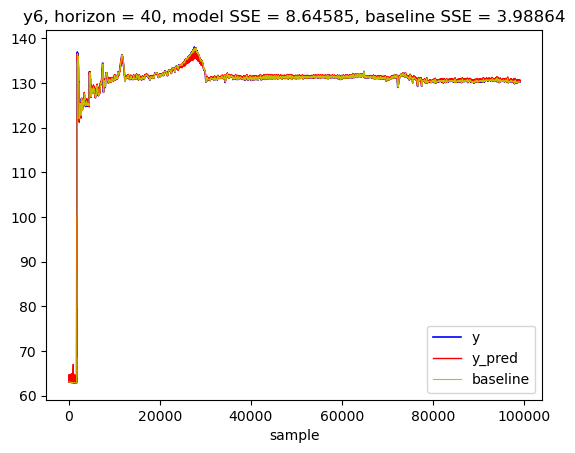 y6, horizon = 40, model SSE = 8.64585, baseline SSE = 3.98864
140
130
120
110
100
90
80
70
60
y
y_pred
baseline
0 20000 40000 60000 80000 100000
sample